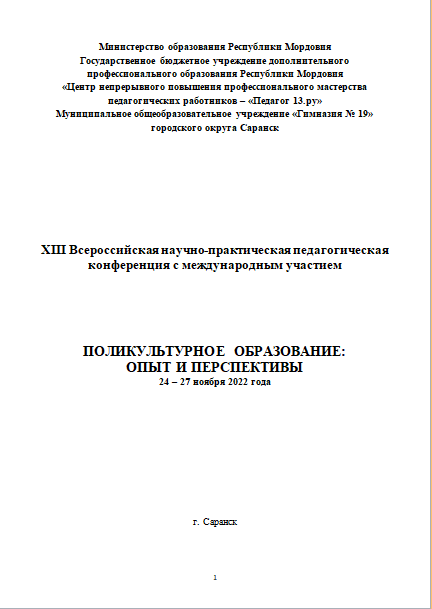 Министерство образования Республики Мордовия
Государственное бюджетное учреждение дополнительного
профессионального образования Республики Мордовия
«Центр непрерывного повышения профессионального мастерства
педагогических работников – «Педагог 13.ру»
Муниципальное общеобразовательное учреждение «Гимназия № 19»
городского округа Саранск
XIII Всероссийская научно-практическая педагогическая
конференция с международным участием
ПОЛИКУЛЬТУРНОЕ ОБРАЗОВАНИЕ:
ОПЫТ И ПЕРСПЕКТИВЫ
24 – 27 ноября 2022 года
г. Саранск
1